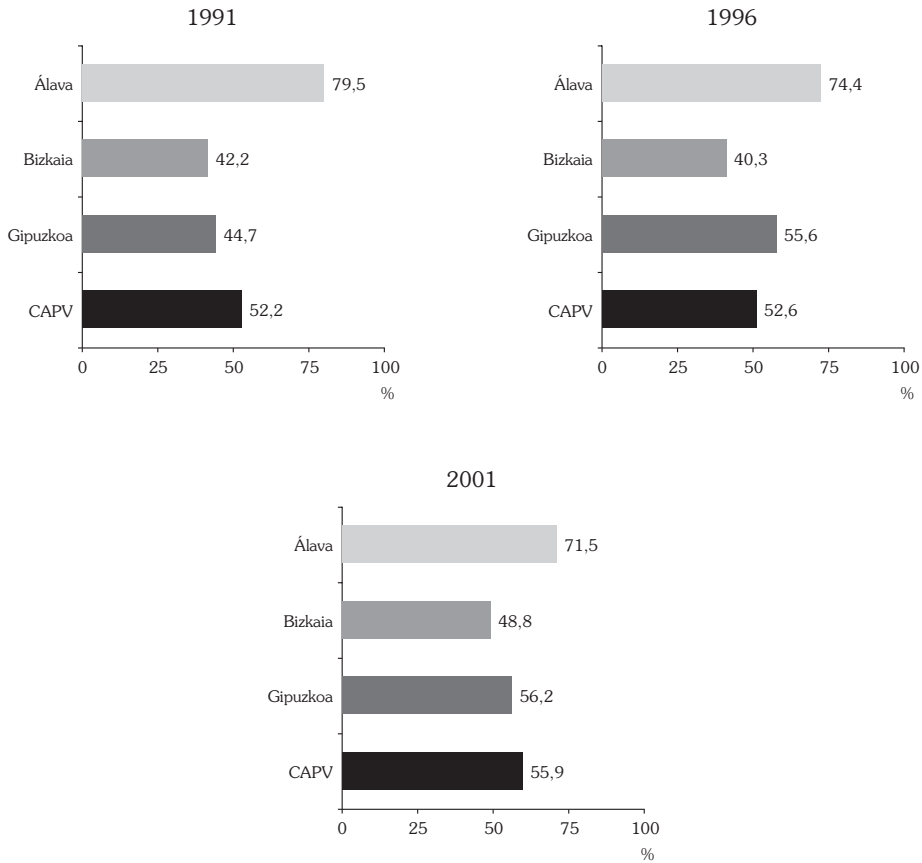 1991
Álava 79,5
Bizkaia 42,2
Gipuzkoa 44,7
CAPV 52,2
0 25 50 75 100
%
1996
Álava 74,4
Bizkaia 40,3
Gipuzkoa 55,6
CAPV 52,6
0 25 50 75 100
%
2001
Álava 71,5
Bizkaia 48,8
Gipuzkoa 56,2
CAPV 55,9
0 25 50 75 100
%